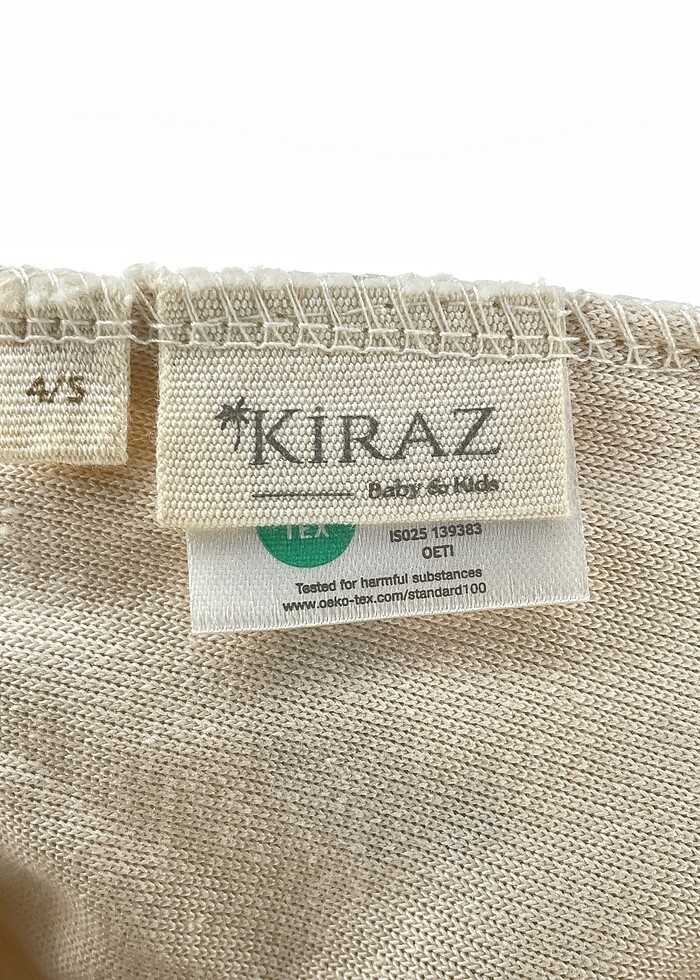 4/5
KİRAZ
Baby & Kids
TEX
IS025 139383
OETI
Tested for harmful substances
www.oeko-tex.com/standard100